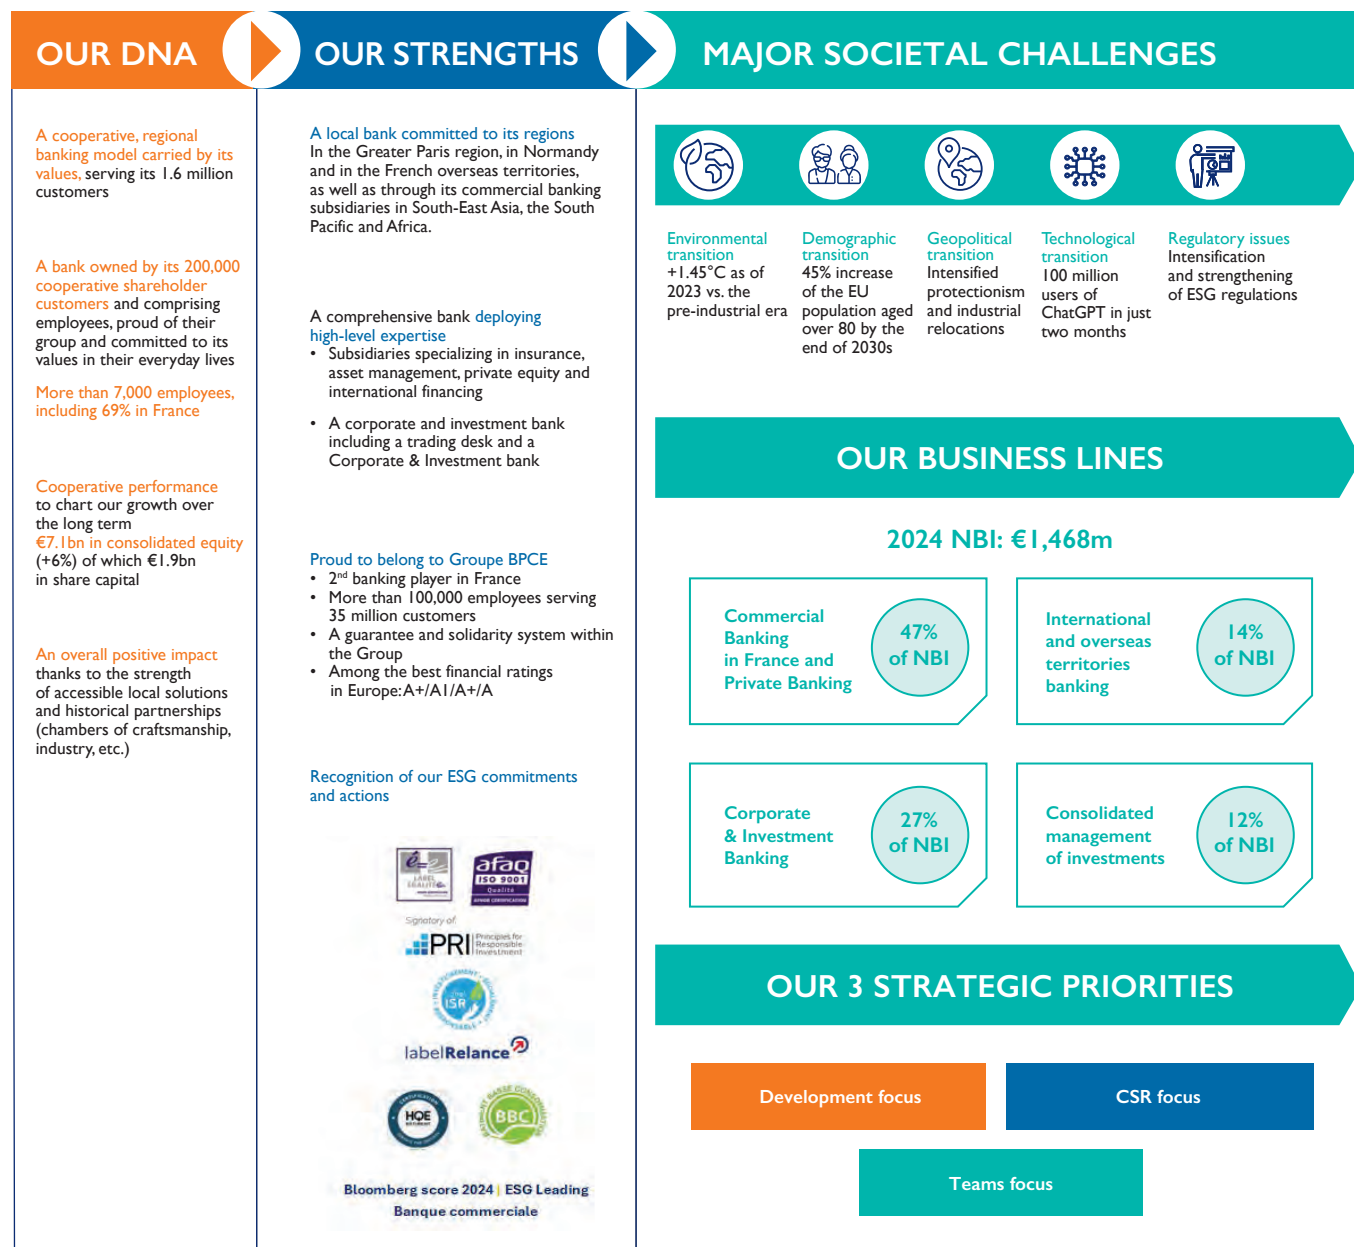 OUR DNA
OUR STRENGTHS
MAJOR SOCIETAL CHALLENGES
A cooperative, regional
banking model carried by its
values, serving its 1.6 million
customers
A bank owned by its 200,000
cooperative shareholder
customers and comprising
employees, proud of their
group and committed to its
values in their everyday lives
More than 7,000 employees,
including 69% in France
Cooperative performance
to chart our growth over
the long term
€7.1bn in consolidated equity
(+6%) of which €1.9bn
in share capital
An overall positive impact
thanks to the strength
of accessible local solutions
and historical partnerships
(chambers of craftsmanship,
industry, etc.)
A local bank committed to its regions
In the Greater Paris region, in Normandy
and in the French overseas territories,
as well as through its commercial banking
subsidiaries in South-East Asia, the South
Pacific and Africa.
A comprehensive bank deploying
high-level expertise
• Subsidiaries specializing in insurance,
asset management, private equity and
international financing
• A corporate and investment bank
including a trading desk and a
Corporate & Investment bank
Proud to belong to Groupe BPCE
• 2nd banking player in France
• More than 100,000 employees serving
35 million customers
• A guarantee and solidarity system within
the Group
• Among the best financial ratings
in Europe: A+/A1/A+/A
Recognition of our ESG commitments
and actions
LABEL
EGALITÉ
afaq
ISO 9001
Qualité
AFNOR CERTIFICATION
Signatory of:
PRI Principles for
Responsible
Investment
ISR
labelRelance
CERTIFICATION
HQE
BBC
Bloomberg score 2024 | ESG Leading
Banque commerciale
Environmental
transition
+1.45°C as of
2023 vs. the
pre-industrial era
Demographic
transition
45% increase
of the EU
population aged
over 80 by the
end of 2030s
Geopolitical
transition
Intensified
protectionism
and industrial
relocations
Technological
transition
100 million
users of
ChatGPT in just
two months
Regulatory issues
Intensification
and strengthening
of ESG regulations
OUR BUSINESS LINES
2024 NBI: €1,468m
Commercial
Banking
in France and
Private Banking
47%
of NBI
International
and overseas
territories
banking
14%
of NBI
Corporate
& Investment
Banking
27%
of NBI
Consolidated
management
of investments
12%
of NBI
OUR 3 STRATEGIC PRIORITIES
Development focus
CSR focus
Teams focus